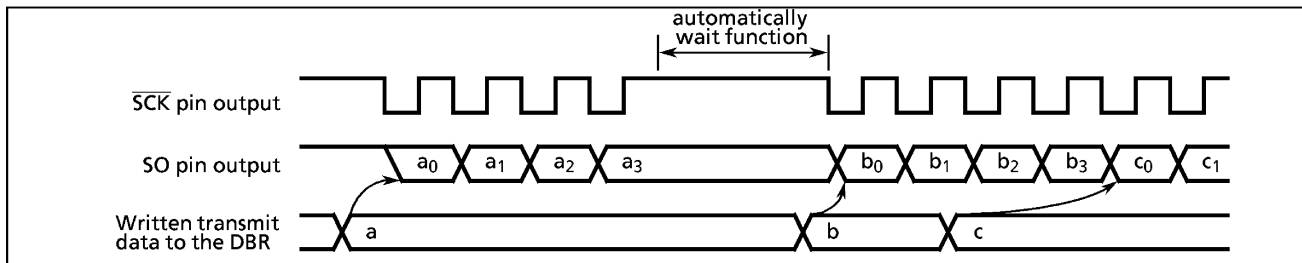 automatically
wait function
S̅C̅K̅ pin output
SO pin output
a₀ a₁ a₂ a₃ b₀ b₁ b₂ b₃ c₀ c₁
Written transmit
data to the DBR
a b c